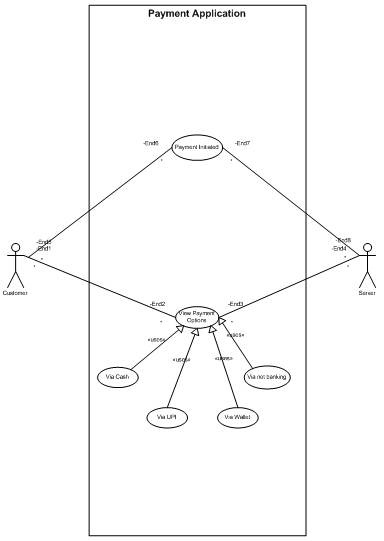 Payment Application
-End6
-End7
Payment Initiated
*
*
-End5
-End8
-End1
-End4
*
*
*
*
Customer
Server
-End2
-End3
View Payment
Options
*
*
«uses»
«uses»
«uses»
«uses»
Via Cash
Via net banking
Via UPI
Via Wallet